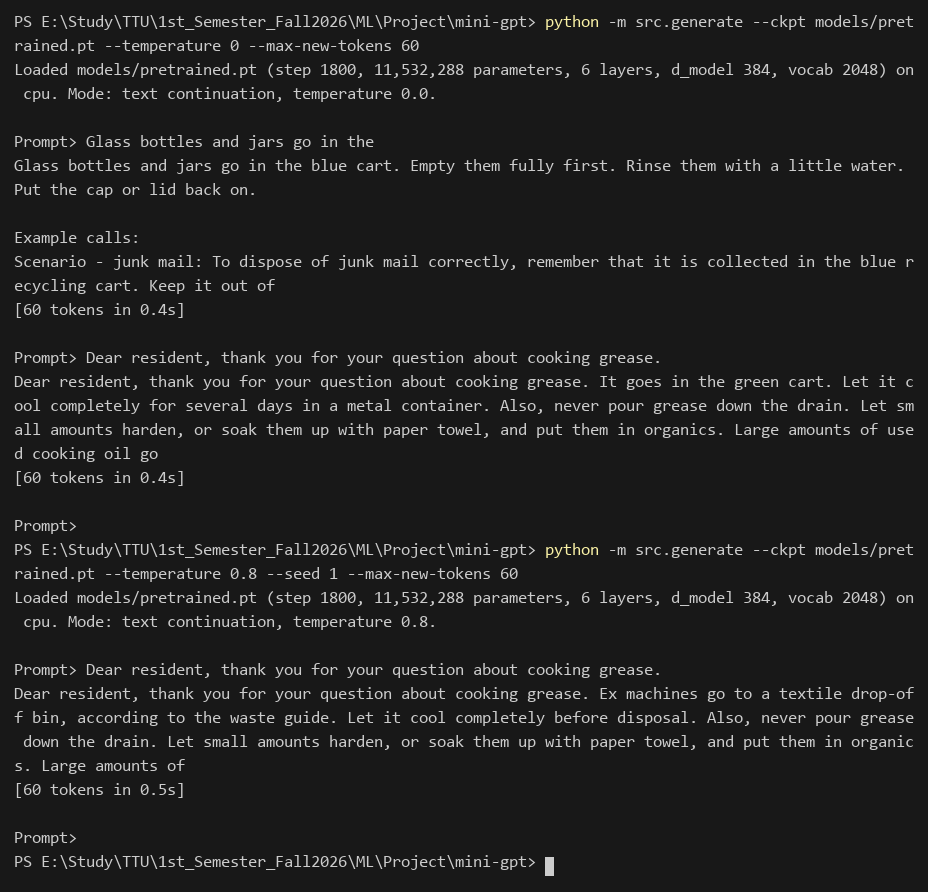 PS E:\Study\TTU\1st_Semester_Fall2026\ML\Project\mini-gpt> python -m src.generate --ckpt models/pret
rained.pt --temperature 0 --max-new-tokens 60
Loaded models/pretrained.pt (step 1800, 11,532,288 parameters, 6 layers, d_model 384, vocab 2048) on
 cpu. Mode: text continuation, temperature 0.0.

Prompt> Glass bottles and jars go in the
Glass bottles and jars go in the blue cart. Empty them fully first. Rinse them with a little water.
Put the cap or lid back on.

Example calls:
Scenario - junk mail: To dispose of junk mail correctly, remember that it is collected in the blue r
ecycling cart. Keep it out of
[60 tokens in 0.4s]

Prompt> Dear resident, thank you for your question about cooking grease.
Dear resident, thank you for your question about cooking grease. It goes in the green cart. Let it c
ool completely for several days in a metal container. Also, never pour grease down the drain. Let sm
all amounts harden, or soak them up with paper towel, and put them in organics. Large amounts of use
d cooking oil go
[60 tokens in 0.4s]

Prompt>
PS E:\Study\TTU\1st_Semester_Fall2026\ML\Project\mini-gpt> python -m src.generate --ckpt models/pret
rained.pt --temperature 0.8 --seed 1 --max-new-tokens 60
Loaded models/pretrained.pt (step 1800, 11,532,288 parameters, 6 layers, d_model 384, vocab 2048) on
 cpu. Mode: text continuation, temperature 0.8.

Prompt> Dear resident, thank you for your question about cooking grease.
Dear resident, thank you for your question about cooking grease. Ex machines go to a textile drop-of
f bin, according to the waste guide. Let it cool completely before disposal. Also, never pour grease
 down the drain. Let small amounts harden, or soak them up with paper towel, and put them in organic
s. Large amounts of
[60 tokens in 0.5s]

Prompt>
PS E:\Study\TTU\1st_Semester_Fall2026\ML\Project\mini-gpt>